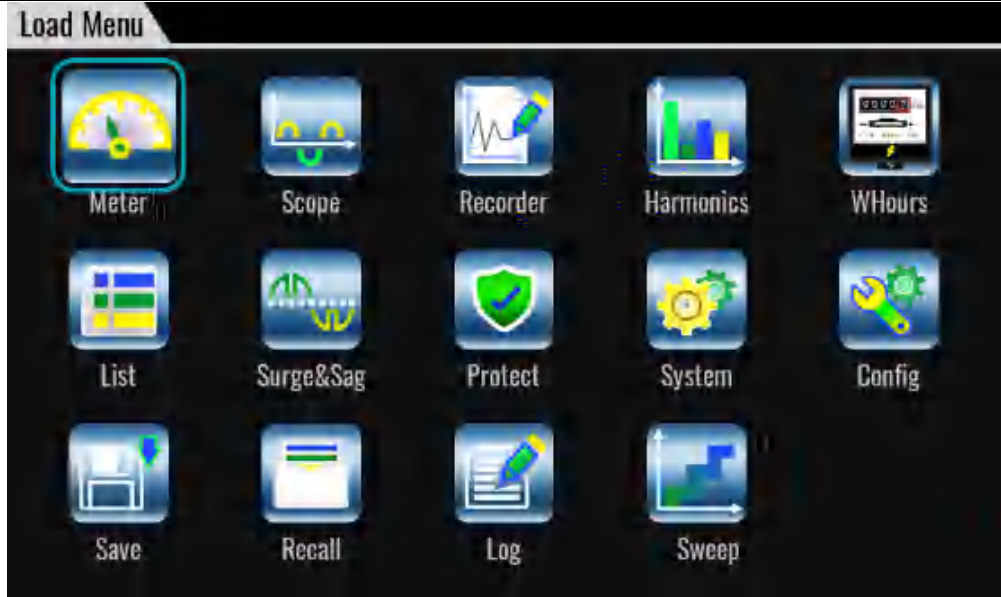 Load Menu
Meter Scope Recorder Harmonics WHours
List Surge&Sag Protect System Config
Save Recall Log Sweep